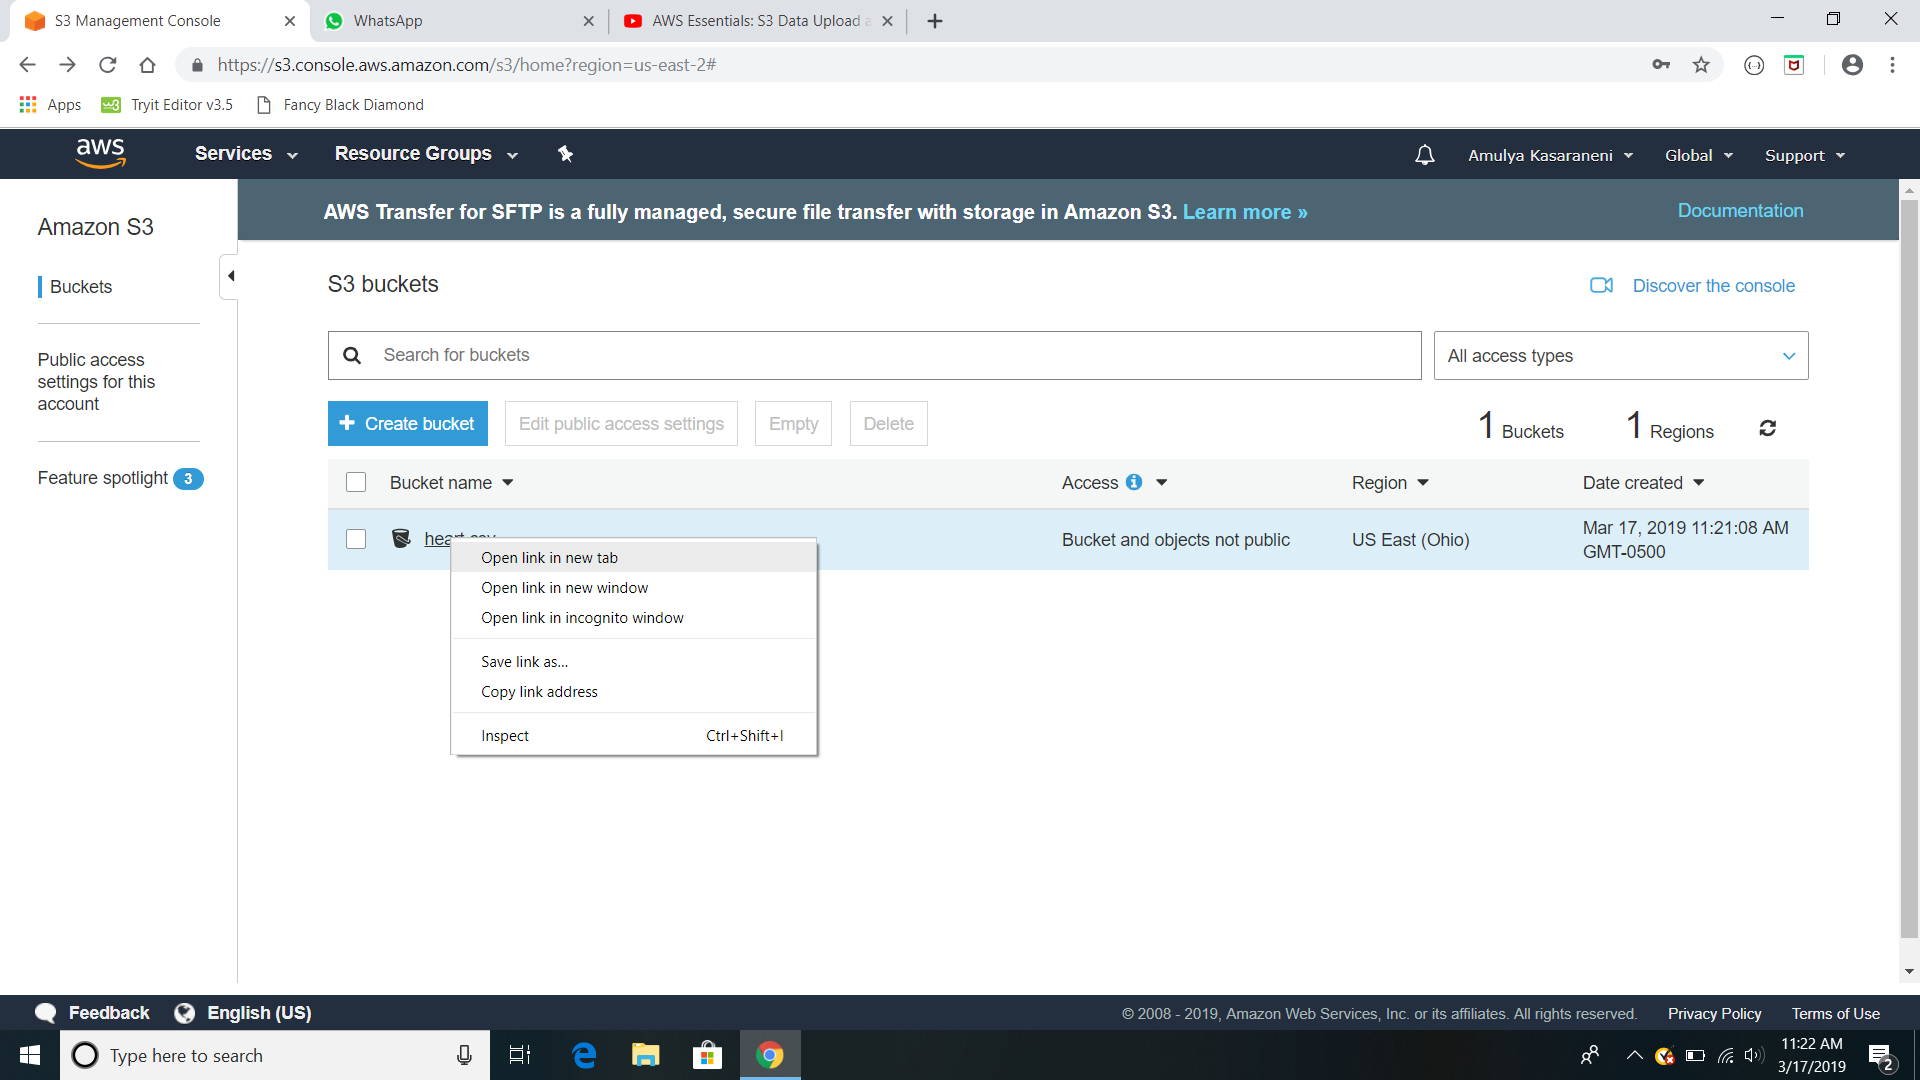 S3 Management Console
WhatsApp
AWS Essentials: S3 Data Upload a
https://s3.console.aws.amazon.com/s3/home?region=us-east-2#
Apps
Tryit Editor v3.5
Fancy Black Diamond
aws
Services
Resource Groups
Amulya Kasaraneni
Global
Support
Amazon S3
Buckets
Public access
settings for this
account
Feature spotlight 3
AWS Transfer for SFTP is a fully managed, secure file transfer with storage in Amazon S3. Learn more »
Documentation
S3 buckets
Discover the console
Search for buckets
All access types
+ Create bucket
Edit public access settings
Empty
Delete
1 Buckets
1 Regions
Bucket name
Access
Region
Date created
heart.csv
Bucket and objects not public
US East (Ohio)
Mar 17, 2019 11:21:08 AM
GMT-0500
Open link in new tab
Open link in new window
Open link in incognito window
Save link as...
Copy link address
Inspect Ctrl+Shift+I
Feedback
English (US)
© 2008 - 2019, Amazon Web Services, Inc. or its affiliates. All rights reserved.
Privacy Policy
Terms of Use
Type here to search
11:22 AM
3/17/2019
2